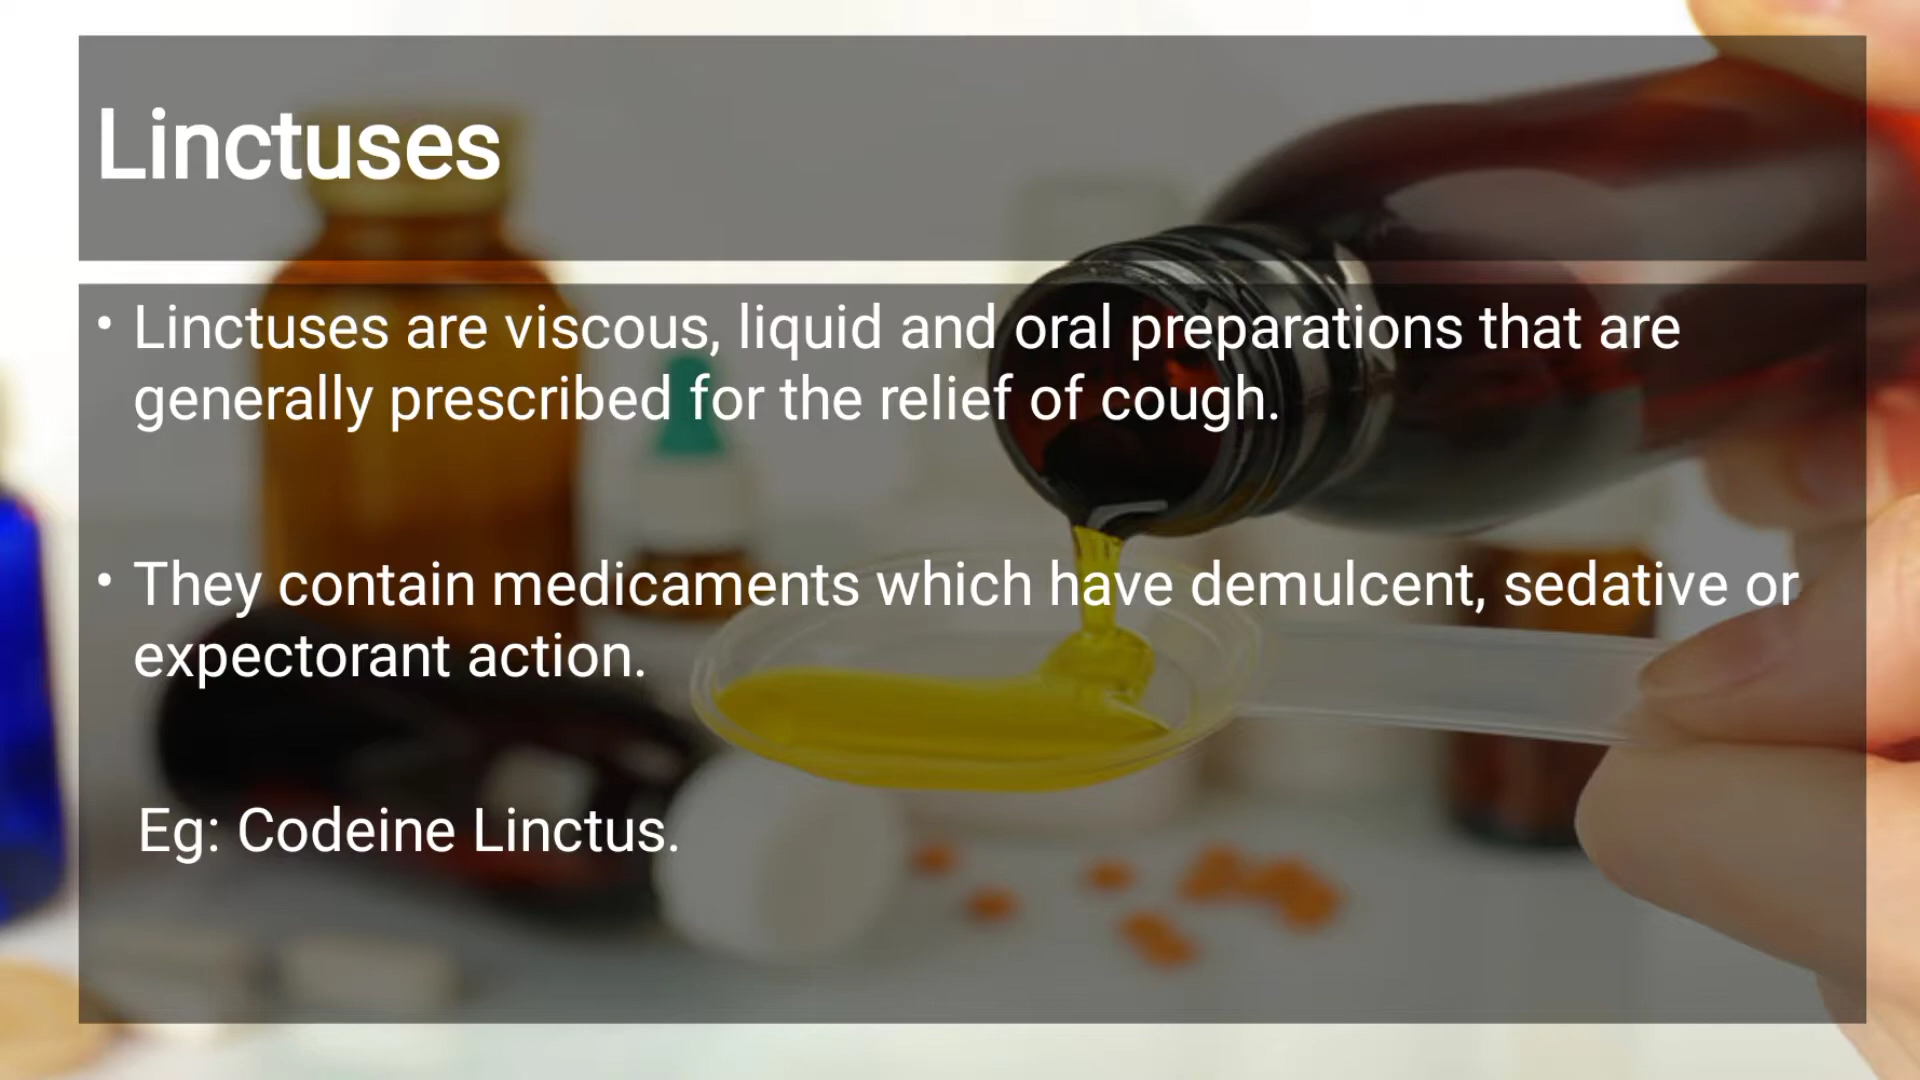 Linctuses
• Linctuses are viscous, liquid and oral preparations that are
generally prescribed for the relief of cough.
• They contain medicaments which have demulcent, sedative or
expectorant action.
Eg: Codeine Linctus.